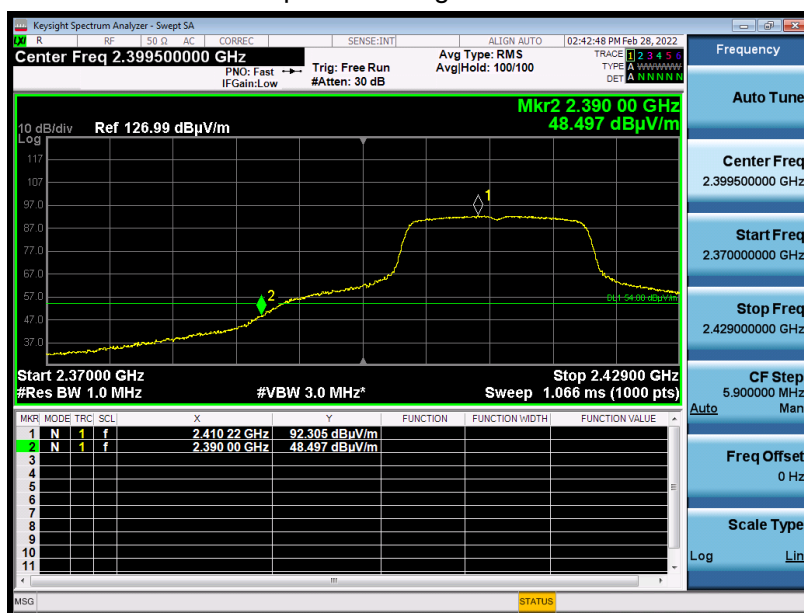 Keysight Spectrum Analyzer - Swept SA
LXI R RF 50 Ω AC CORREC SENSE:INT ALIGN AUTO 02:42:48 PM Feb 28, 2022
Center Freq 2.399500000 GHz
PNO: Fast
IFGain:Low
Trig: Free Run
#Atten: 30 dB
Avg Type: RMS
Avg|Hold: 100/100
TRACE 1 2 3 4 5 6
TYPE A WWWWW
DET A N N N N N
Mkr2 2.390 00 GHz
48.497 dBµV/m
10 dB/div Ref 126.99 dBµV/m
Log
117
107
97.0
87.0
77.0
67.0
57.0
47.0
37.0
1
2
DL1 54.00 dBµV/m
Start 2.37000 GHz Stop 2.42900 GHz
#Res BW 1.0 MHz #VBW 3.0 MHz* Sweep 1.066 ms (1000 pts)
MKR MODE TRC SCL X Y FUNCTION FUNCTION WIDTH FUNCTION VALUE
1 N 1 f 2.410 22 GHz 92.305 dBµV/m
2 N 1 f 2.390 00 GHz 48.497 dBµV/m
3
4
5
6
7
8
9
10
11
MSG STATUS
Frequency
Auto Tune
Center Freq
2.399500000 GHz
Start Freq
2.370000000 GHz
Stop Freq
2.429000000 GHz
CF Step
5.900000 MHz
Auto Man
Freq Offset
0 Hz
Scale Type
Log Lin